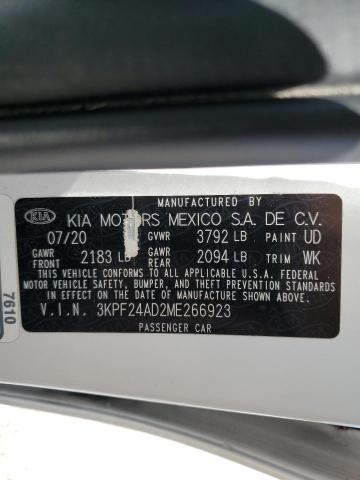 MANUFACTURED BY
KIA KIA MOTORS MEXICO S.A. DE C.V.
07/20 GVWR 3792 LB PAINT UD
GAWR FRONT 2183 LB GAWR REAR 2094 LB TRIM WK
THIS VEHICLE CONFORMS TO ALL APPLICABLE U.S.A. FEDERAL
MOTOR VEHICLE SAFETY, BUMPER, AND THEFT PREVENTION STANDARDS
IN EFFECT ON THE DATE OF MANUFACTURE SHOWN ABOVE.
V.I.N. 3KPF24AD2ME266923
PASSENGER CAR
7610